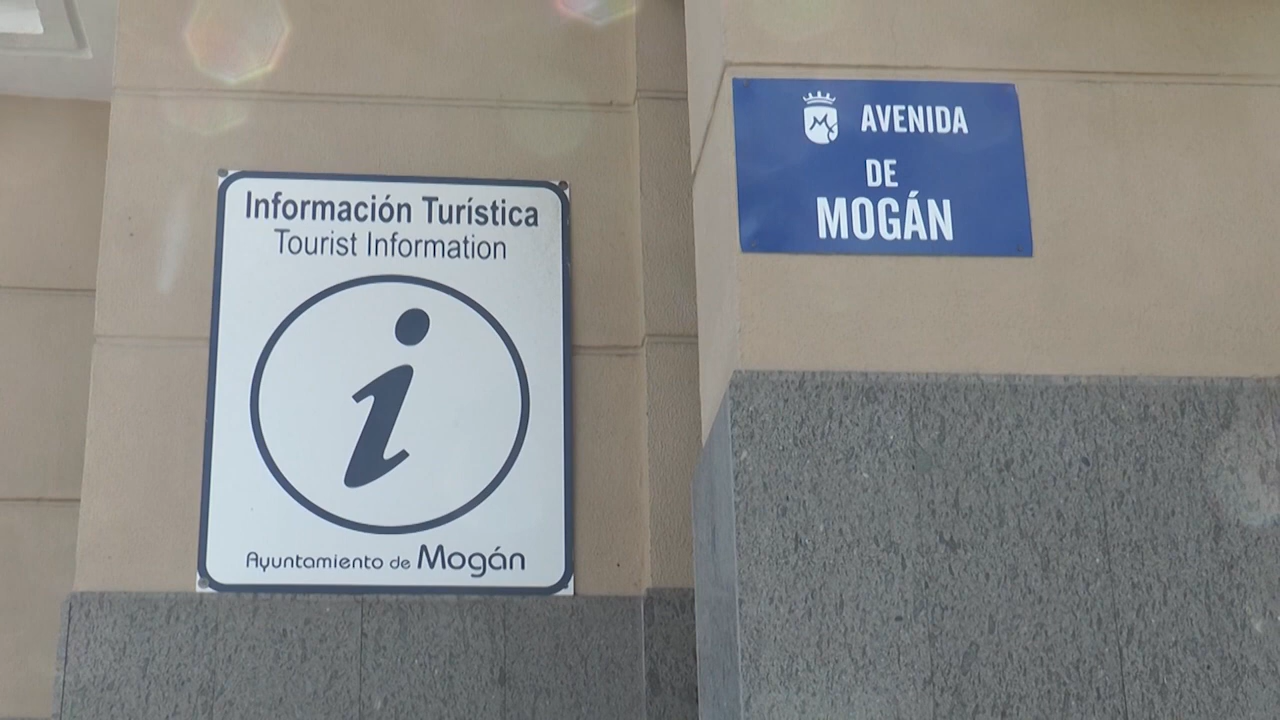 Información Turística
Tourist Information
i
Ayuntamiento de Mogán
AVENIDA
DE
MOGÁN